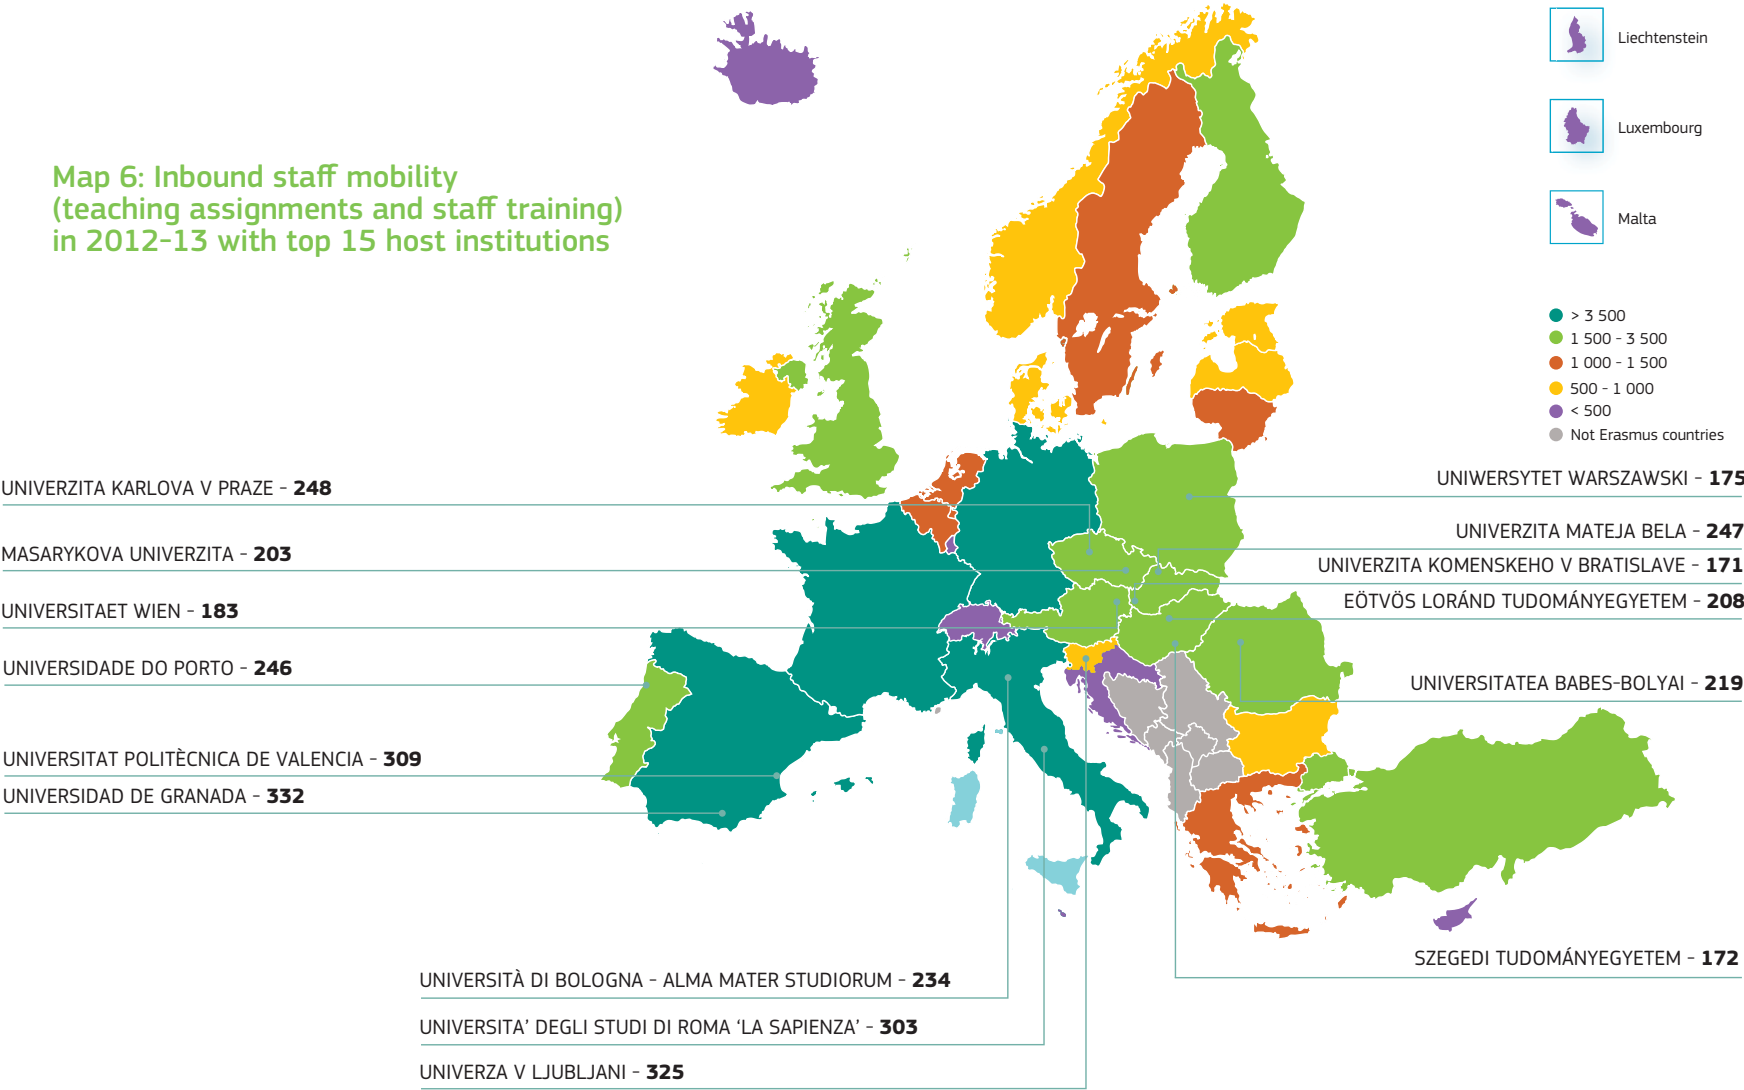 Map 6: Inbound staff mobility
(teaching assignments and staff training)
in 2012-13 with top 15 host institutions
Liechtenstein
Luxembourg
Malta
> 3 500
1 500 - 3 500
1 000 - 1 500
500 - 1 000
< 500
Not Erasmus countries
UNIVERZITA KARLOVA V PRAZE - 248
MASARYKOVA UNIVERZITA - 203
UNIVERSITAET WIEN - 183
UNIVERSIDADE DO PORTO - 246
UNIVERSITAT POLITÈCNICA DE VALENCIA - 309
UNIVERSIDAD DE GRANADA - 332
UNIWERSYTET WARSZAWSKI - 175
UNIVERZITA MATEJA BELA - 247
UNIVERZITA KOMENSKEHO V BRATISLAVE - 171
EÖTVÖS LORÁND TUDOMÁNYEGYETEM - 208
UNIVERSITATEA BABES-BOLYAI - 219
SZEGEDI TUDOMÁNYEGYETEM - 172
UNIVERSITÀ DI BOLOGNA - ALMA MATER STUDIORUM - 234
UNIVERSITA’ DEGLI STUDI DI ROMA ‘LA SAPIENZA’ - 303
UNIVERZA V LJUBLJANI - 325